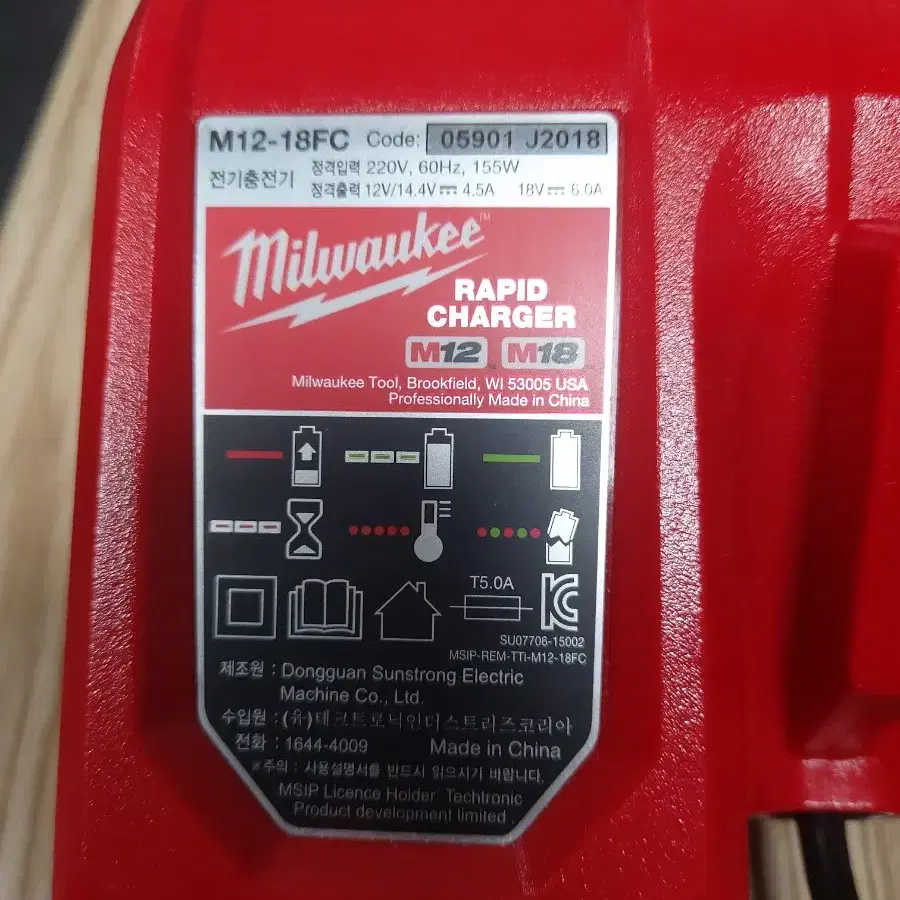 M12-18FC Code: 05901 J2018
전기충전기
정격입력 220V, 60Hz, 155W
정격출력 12V/14.4V⎓ 4.5A 18V⎓ 6.0A
Milwaukee™
RAPID
CHARGER
M12 M18
Milwaukee Tool, Brookfield, WI 53005 USA
Professionally Made in China
T5.0A
SU07706-15002
MSIP-REM-TTi-M12-18FC
제조원 : Dongguan Sunstrong Electric
Machine Co., Ltd.
수입원 : (유)테크트로닉인더스트리즈코리아
전화 : 1644-4009 Made in China
※주의 : 사용설명서를 반드시 읽으시기 바랍니다.
MSIP Licence Holder Techtronic
Product development limited